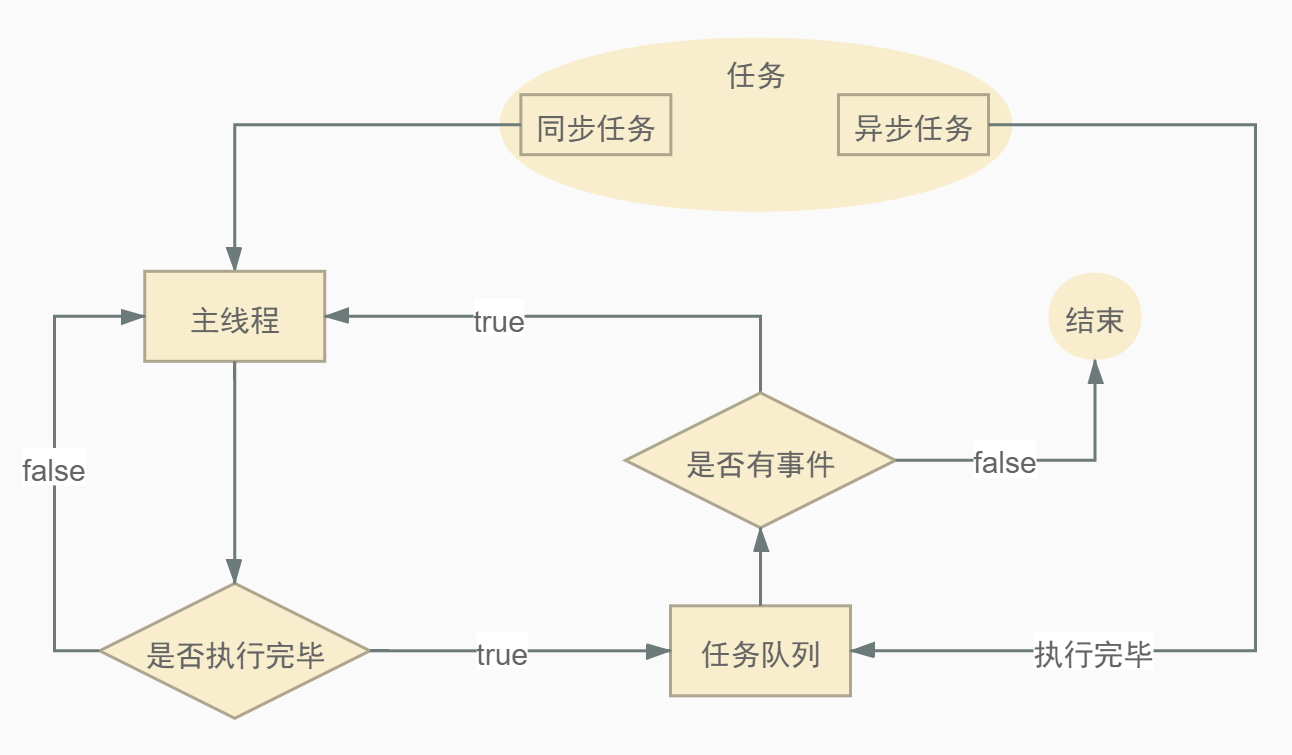 任务
同步任务
异步任务
主线程
true
结束
false
是否有事件
false
是否执行完毕
true
任务队列
执行完毕